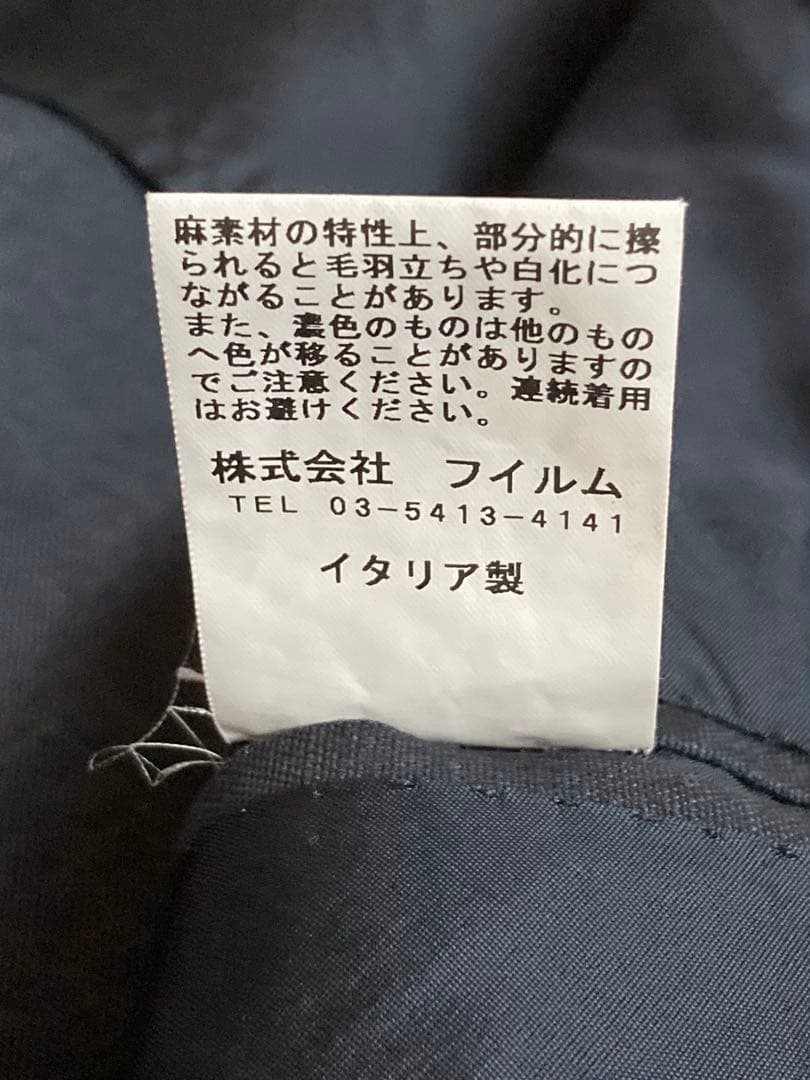 麻素材の特性上、部分的に擦
られると毛羽立ちや白化につ
ながることがあります。
また、濃色のものは他のもの
へ色が移ることがありますの
でご注意ください。連続着用
はお避けください。
株式会社　フイルム
TEL 03-5413-4141
イタリア製